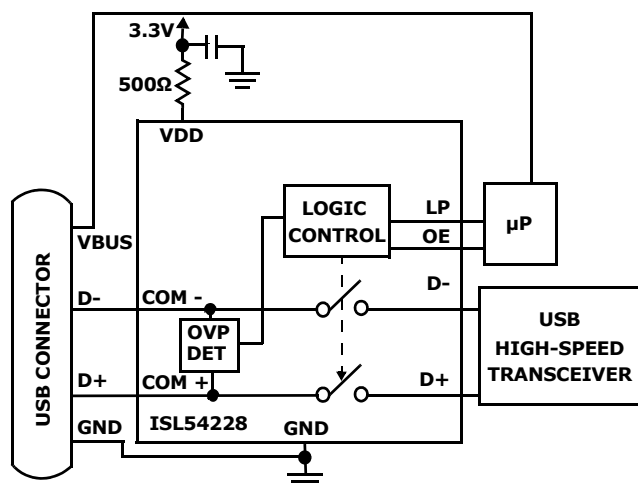 3.3V
500Ω
VDD
LOGIC
CONTROL
LP
OE
µP
USB CONNECTOR
VBUS
D-
COM -
D-
OVP
DET
USB
HIGH-SPEED
TRANSCEIVER
D+
COM +
D+
GND
ISL54228
GND